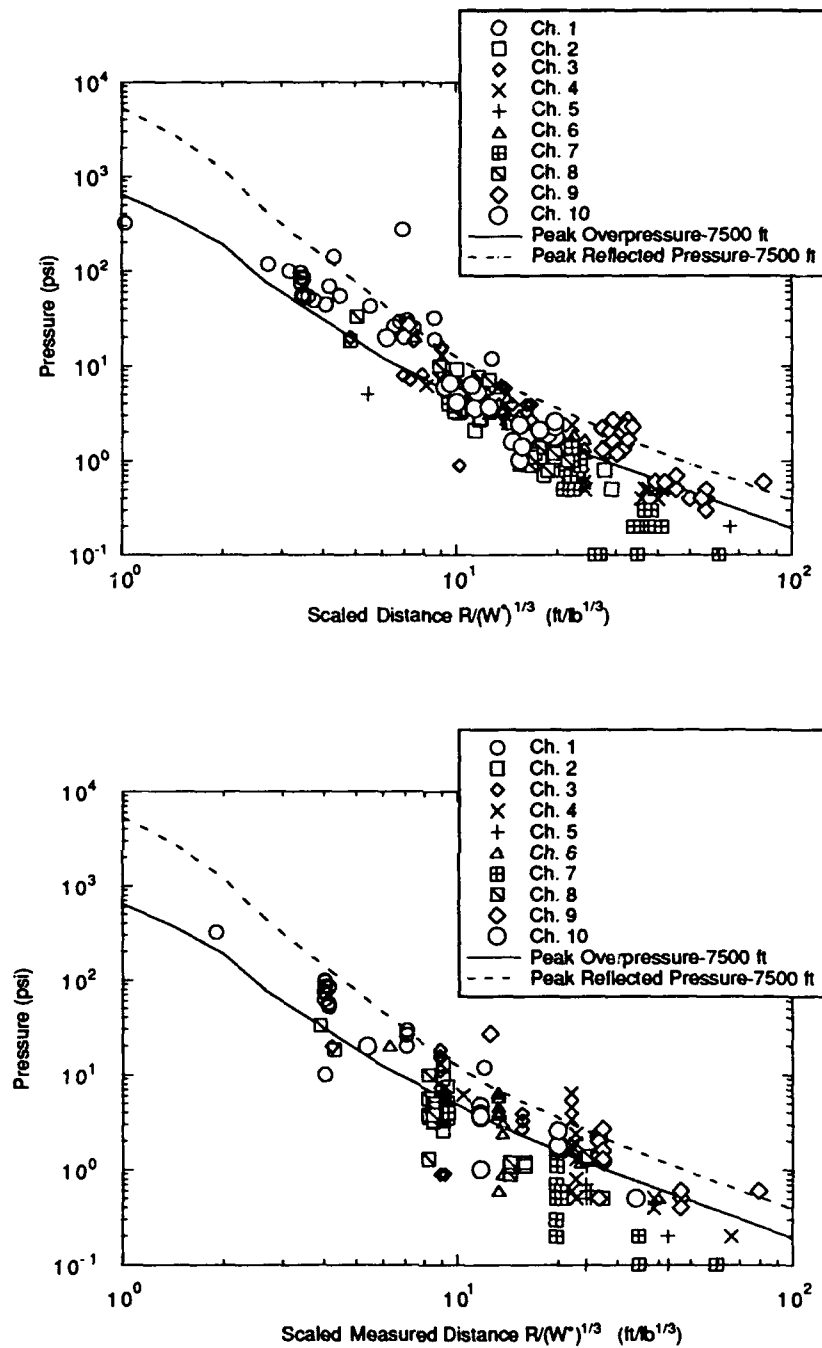 Ch. 1
Ch. 2
Ch. 3
Ch. 4
Ch. 5
Ch. 6
Ch. 7
Ch. 8
Ch. 9
Ch. 10
Peak Overpressure-7500 ft
Peak Reflected Pressure-7500 ft
10^4
10^3
10^2
10^1
10^0
10^-1
Pressure (psi)
10^0
10^1
10^2
Scaled Distance R/(W*)^1/3 (ft/lb^1/3)
Ch. 1
Ch. 2
Ch. 3
Ch. 4
Ch. 5
Ch. 6
Ch. 7
Ch. 8
Ch. 9
Ch. 10
Peak Overpressure-7500 ft
Peak Reflected Pressure-7500 ft
10^4
10^3
10^2
10^1
10^0
10^-1
Pressure (psi)
10^0
10^1
10^2
Scaled Measured Distance R/(W*)^1/3 (ft/lb^1/3)